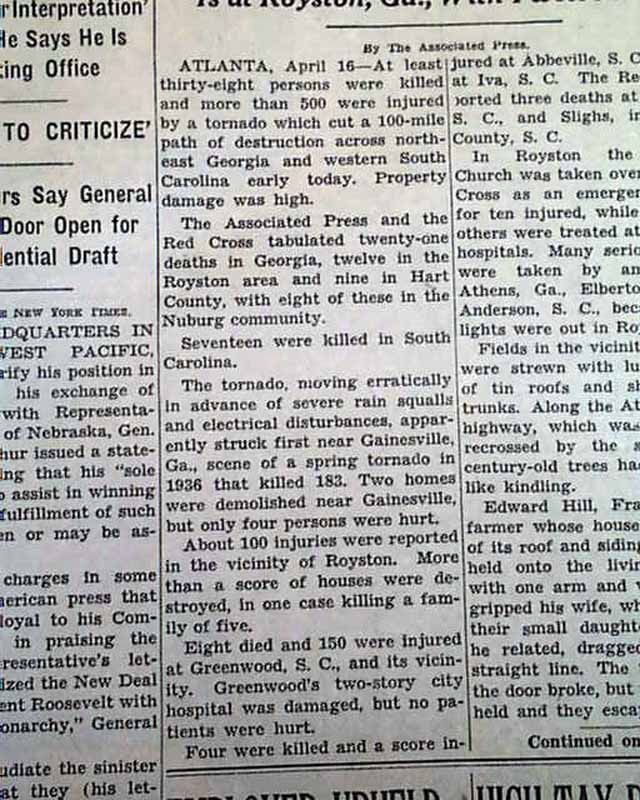 r Interpretation'
He Says He Is
ing Office
TO CRITICIZE'
rs Say General
Door Open for
ential Draft
NEW YORK TIMES.
DQUARTERS IN
WEST PACIFIC,
rify his position in
his exchange of
with Representa-
of Nebraska, Gen.
hur issued a state-
ing that his "sole
o assist in winning
fulfillment of such
en or may be as-
charges in some
erican press that
loyal to his Com-
in praising the
resentative's let-
ized the New Deal
ent Roosevelt with
onarchy," General
udiate the sinister
at they (his let-
is at Royston, Ga., With
By The Associated Press.
ATLANTA, April 16—At least
thirty-eight persons were killed
and more than 500 were injured
by a tornado which cut a 100-mile
path of destruction across north-
east Georgia and western South
Carolina early today. Property
damage was high.
The Associated Press and the
Red Cross tabulated twenty-one
deaths in Georgia, twelve in the
Royston area and nine in Hart
County, with eight of these in the
Nuburg community.
Seventeen were killed in South
Carolina.
The tornado, moving erratically
in advance of severe rain squalls
and electrical disturbances, appar-
ently struck first near Gainesville,
Ga., scene of a spring tornado in
1936 that killed 183. Two homes
were demolished near Gainesville,
but only four persons were hurt.
About 100 injuries were reported
in the vicinity of Royston. More
than a score of houses were de-
stroyed, in one case killing a fam-
ily of five.
Eight died and 150 were injured
at Greenwood, S. C., and its vicin-
ity. Greenwood's two-story city
hospital was damaged, but no pa-
tients were hurt.
Four were killed and a score in-
jured at Abbeville, S. C
at Iva, S. C. The Re
ported three deaths at
S. C., and Slighs, in
County, S. C.
In Royston the
Church was taken over
Cross as an emergen
for ten injured, while
others were treated at
hospitals. Many serio
were taken by am
Athens, Ga., Elberto
Anderson, S. C., bec
lights were out in Ro
Fields in the vicinit
were strewn with lu
of tin roofs and sh
trunks. Along the At
highway, which was
recrossed by the s
century-old trees ha
like kindling.
Edward Hill, Fra
farmer whose house
of its roof and siding
held onto the livin
with one arm and
gripped his wife, wh
their small daught
he related, dragged
straight line. The
the door broke, but
held and they esca
Continued on